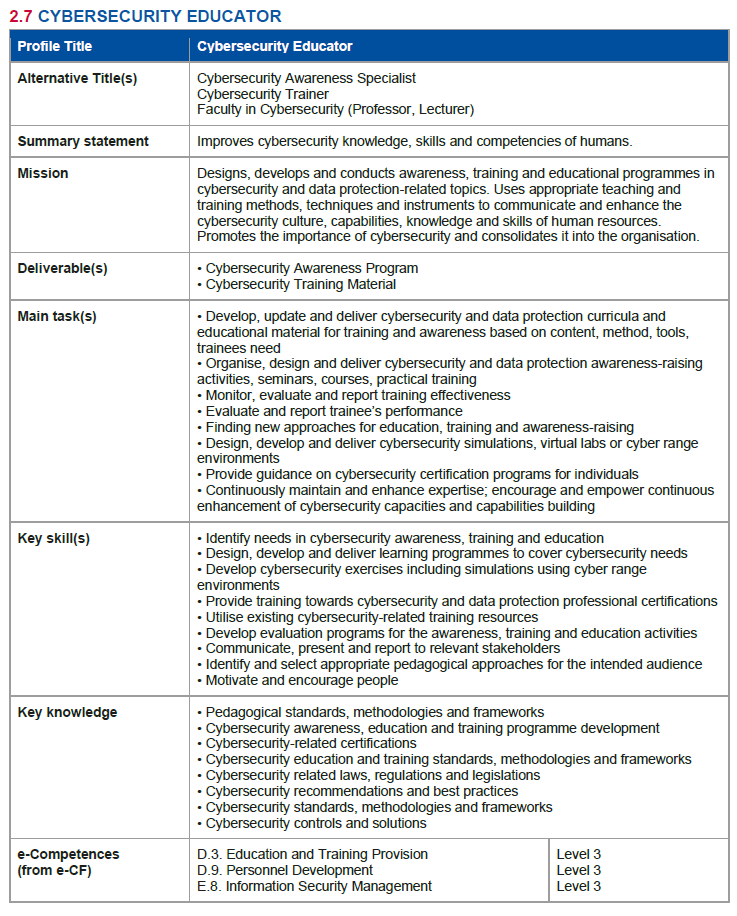 2.7 CYBERSECURITY EDUCATOR
Profile Title Cybersecurity Educator
Alternative Title(s) Cybersecurity Awareness Specialist
Cybersecurity Trainer
Faculty in Cybersecurity (Professor, Lecturer)
Summary statement Improves cybersecurity knowledge, skills and competencies of humans.
Mission Designs, develops and conducts awareness, training and educational programmes in
cybersecurity and data protection-related topics. Uses appropriate teaching and
training methods, techniques and instruments to communicate and enhance the
cybersecurity culture, capabilities, knowledge and skills of human resources.
Promotes the importance of cybersecurity and consolidates it into the organisation.
Deliverable(s) • Cybersecurity Awareness Program
• Cybersecurity Training Material
Main task(s) • Develop, update and deliver cybersecurity and data protection curricula and
educational material for training and awareness based on content, method, tools,
trainees need
• Organise, design and deliver cybersecurity and data protection awareness-raising
activities, seminars, courses, practical training
• Monitor, evaluate and report training effectiveness
• Evaluate and report trainee's performance
• Finding new approaches for education, training and awareness-raising
• Design, develop and deliver cybersecurity simulations, virtual labs or cyber range
environments
• Provide guidance on cybersecurity certification programs for individuals
• Continuously maintain and enhance expertise; encourage and empower continuous
enhancement of cybersecurity capacities and capabilities building
Key skill(s) • Identify needs in cybersecurity awareness, training and education
• Design, develop and deliver learning programmes to cover cybersecurity needs
• Develop cybersecurity exercises including simulations using cyber range
environments
• Provide training towards cybersecurity and data protection professional certifications
• Utilise existing cybersecurity-related training resources
• Develop evaluation programs for the awareness, training and education activities
• Communicate, present and report to relevant stakeholders
• Identify and select appropriate pedagogical approaches for the intended audience
• Motivate and encourage people
Key knowledge • Pedagogical standards, methodologies and frameworks
• Cybersecurity awareness, education and training programme development
• Cybersecurity-related certifications
• Cybersecurity education and training standards, methodologies and frameworks
• Cybersecurity related laws, regulations and legislations
• Cybersecurity recommendations and best practices
• Cybersecurity standards, methodologies and frameworks
• Cybersecurity controls and solutions
e-Competences D.3. Education and Training Provision Level 3
(from e-CF) D.9. Personnel Development Level 3
E.8. Information Security Management Level 3